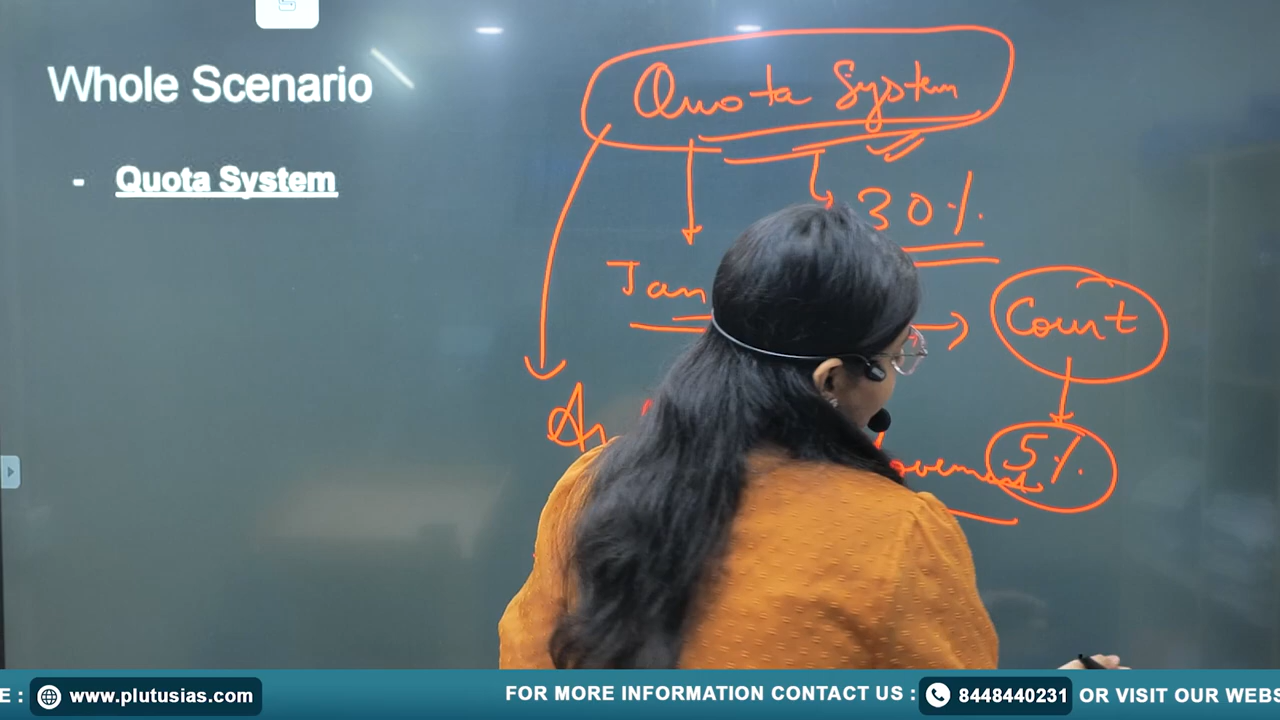 Whole Scenario
- Quota System
Quota System
30%
Jan
Court
5%
E : www.plutusias.com FOR MORE INFORMATION CONTACT US : 8448440231 OR VISIT OUR WEBS